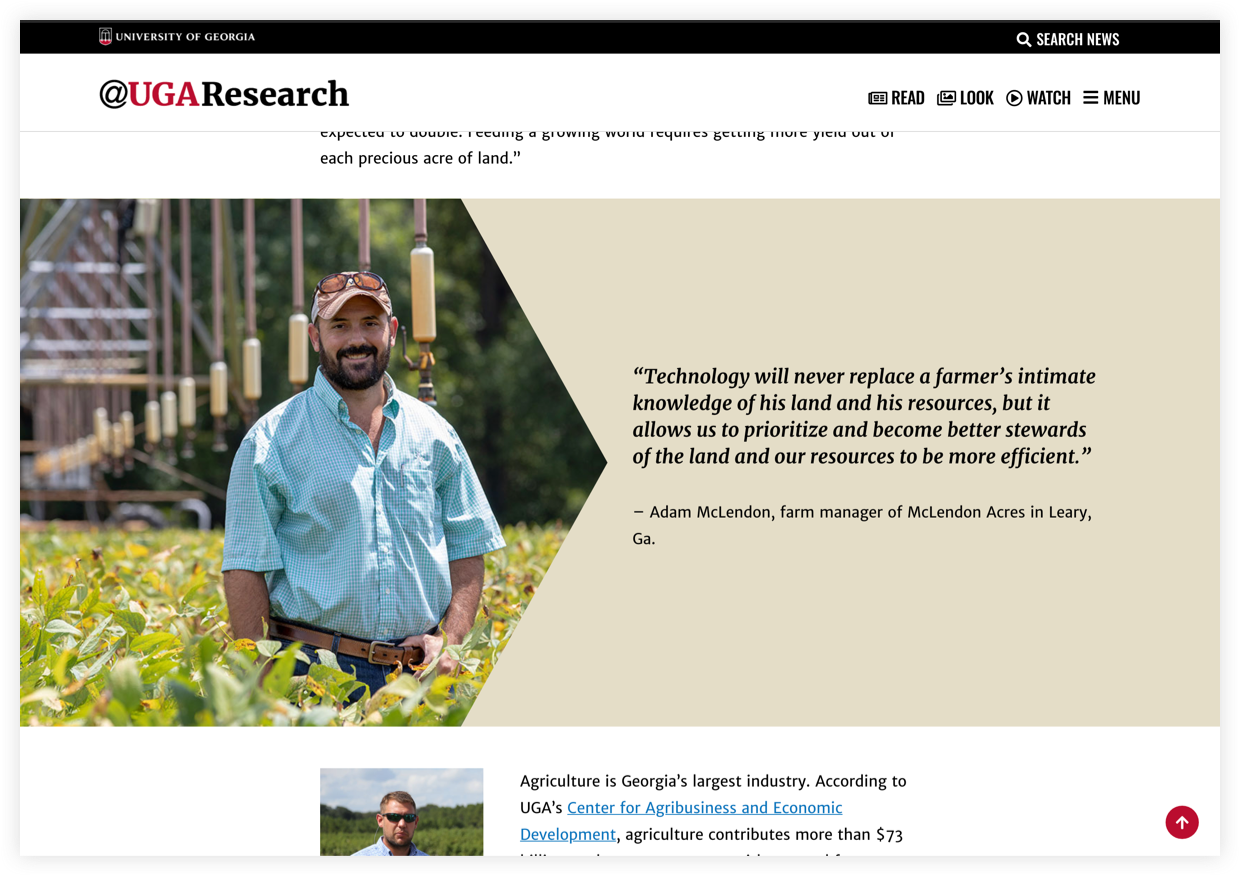 UNIVERSITY OF GEORGIA
SEARCH NEWS
@UGAResearch
READ LOOK WATCH MENU
expected to double. Feeding a growing world requires getting more yield out of
each precious acre of land.”
“Technology will never replace a farmer’s intimate
knowledge of his land and his resources, but it
allows us to prioritize and become better stewards
of the land and our resources to be more efficient.”
– Adam McLendon, farm manager of McLendon Acres in Leary,
Ga.
Agriculture is Georgia’s largest industry. According to
UGA’s Center for Agribusiness and Economic
Development, agriculture contributes more than $73